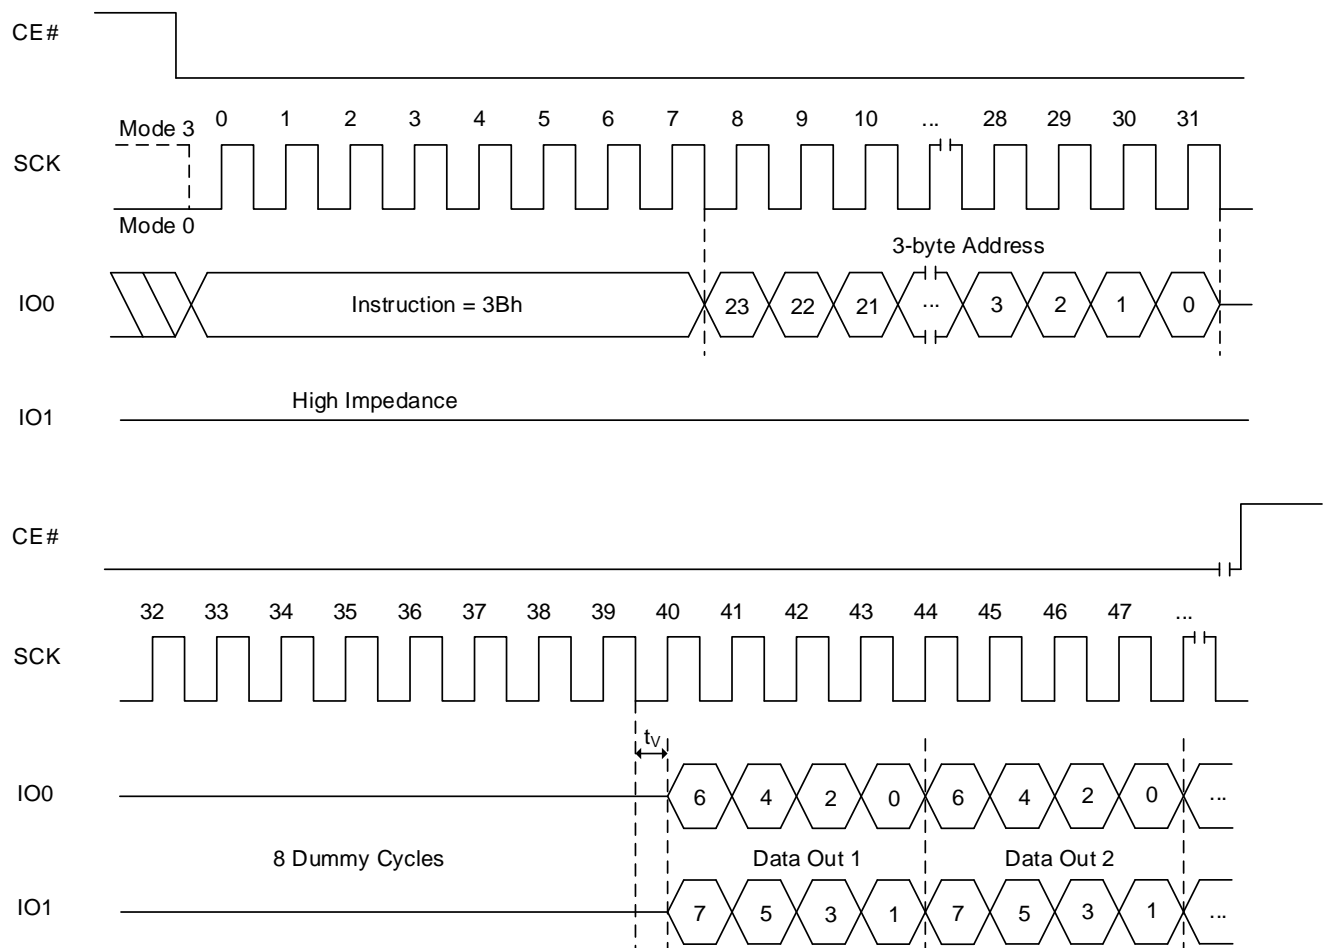 CE#
Mode 3 0 1 2 3 4 5 6 7 8 9 10 ... 28 29 30 31
SCK
Mode 0
3-byte Address
IO0 Instruction = 3Bh 23 22 21 ... 3 2 1 0
High Impedance
IO1
CE#
32 33 34 35 36 37 38 39 40 41 42 43 44 45 46 47 ...
SCK
tV
IO0 6 4 2 0 6 4 2 0 ...
8 Dummy Cycles Data Out 1 Data Out 2
IO1 7 5 3 1 7 5 3 1 ...